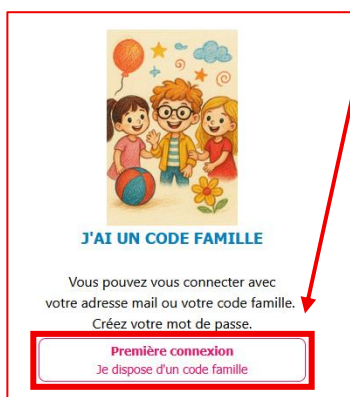 J'AI UN CODE FAMILLE
Vous pouvez vous connecter avec
votre adresse mail ou votre code famille.
Créez votre mot de passe.
Première connexion
Je dispose d'un code famille